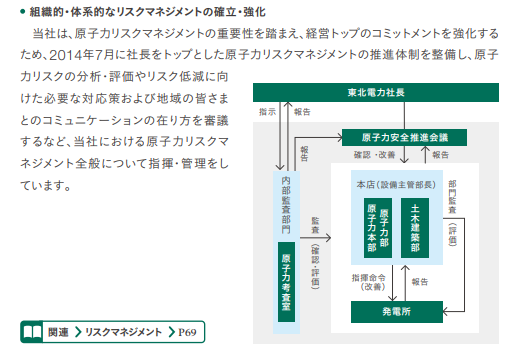 ● 組織的・体系的なリスクマネジメントの確立・強化
当社は、原子力リスクマネジメントの重要性を踏まえ、経営トップのコミットメントを強化する
ため、2014年7月に社長をトップとした原子力リスクマネジメントの推進体制を整備し、原子
力リスクの分析・評価やリスク低減に向
けた必要な対応策および地域の皆さま
とのコミュニケーションの在り方を審議
するなど、当社における原子力リスクマ
ネジメント全般について指揮・管理をし
ています。
東北電力社長
指示
報告
原子力安全推進会議
報告
確認・改善
報告
内部監査部門
原子力考査室
監査
(確認・評価)
本店(設備主管部長)
原子力本部
原子力部
土木建築部
部門監査
(評価)
指揮命令
(改善)
報告
発電所
関連 > リスクマネジメント > P69